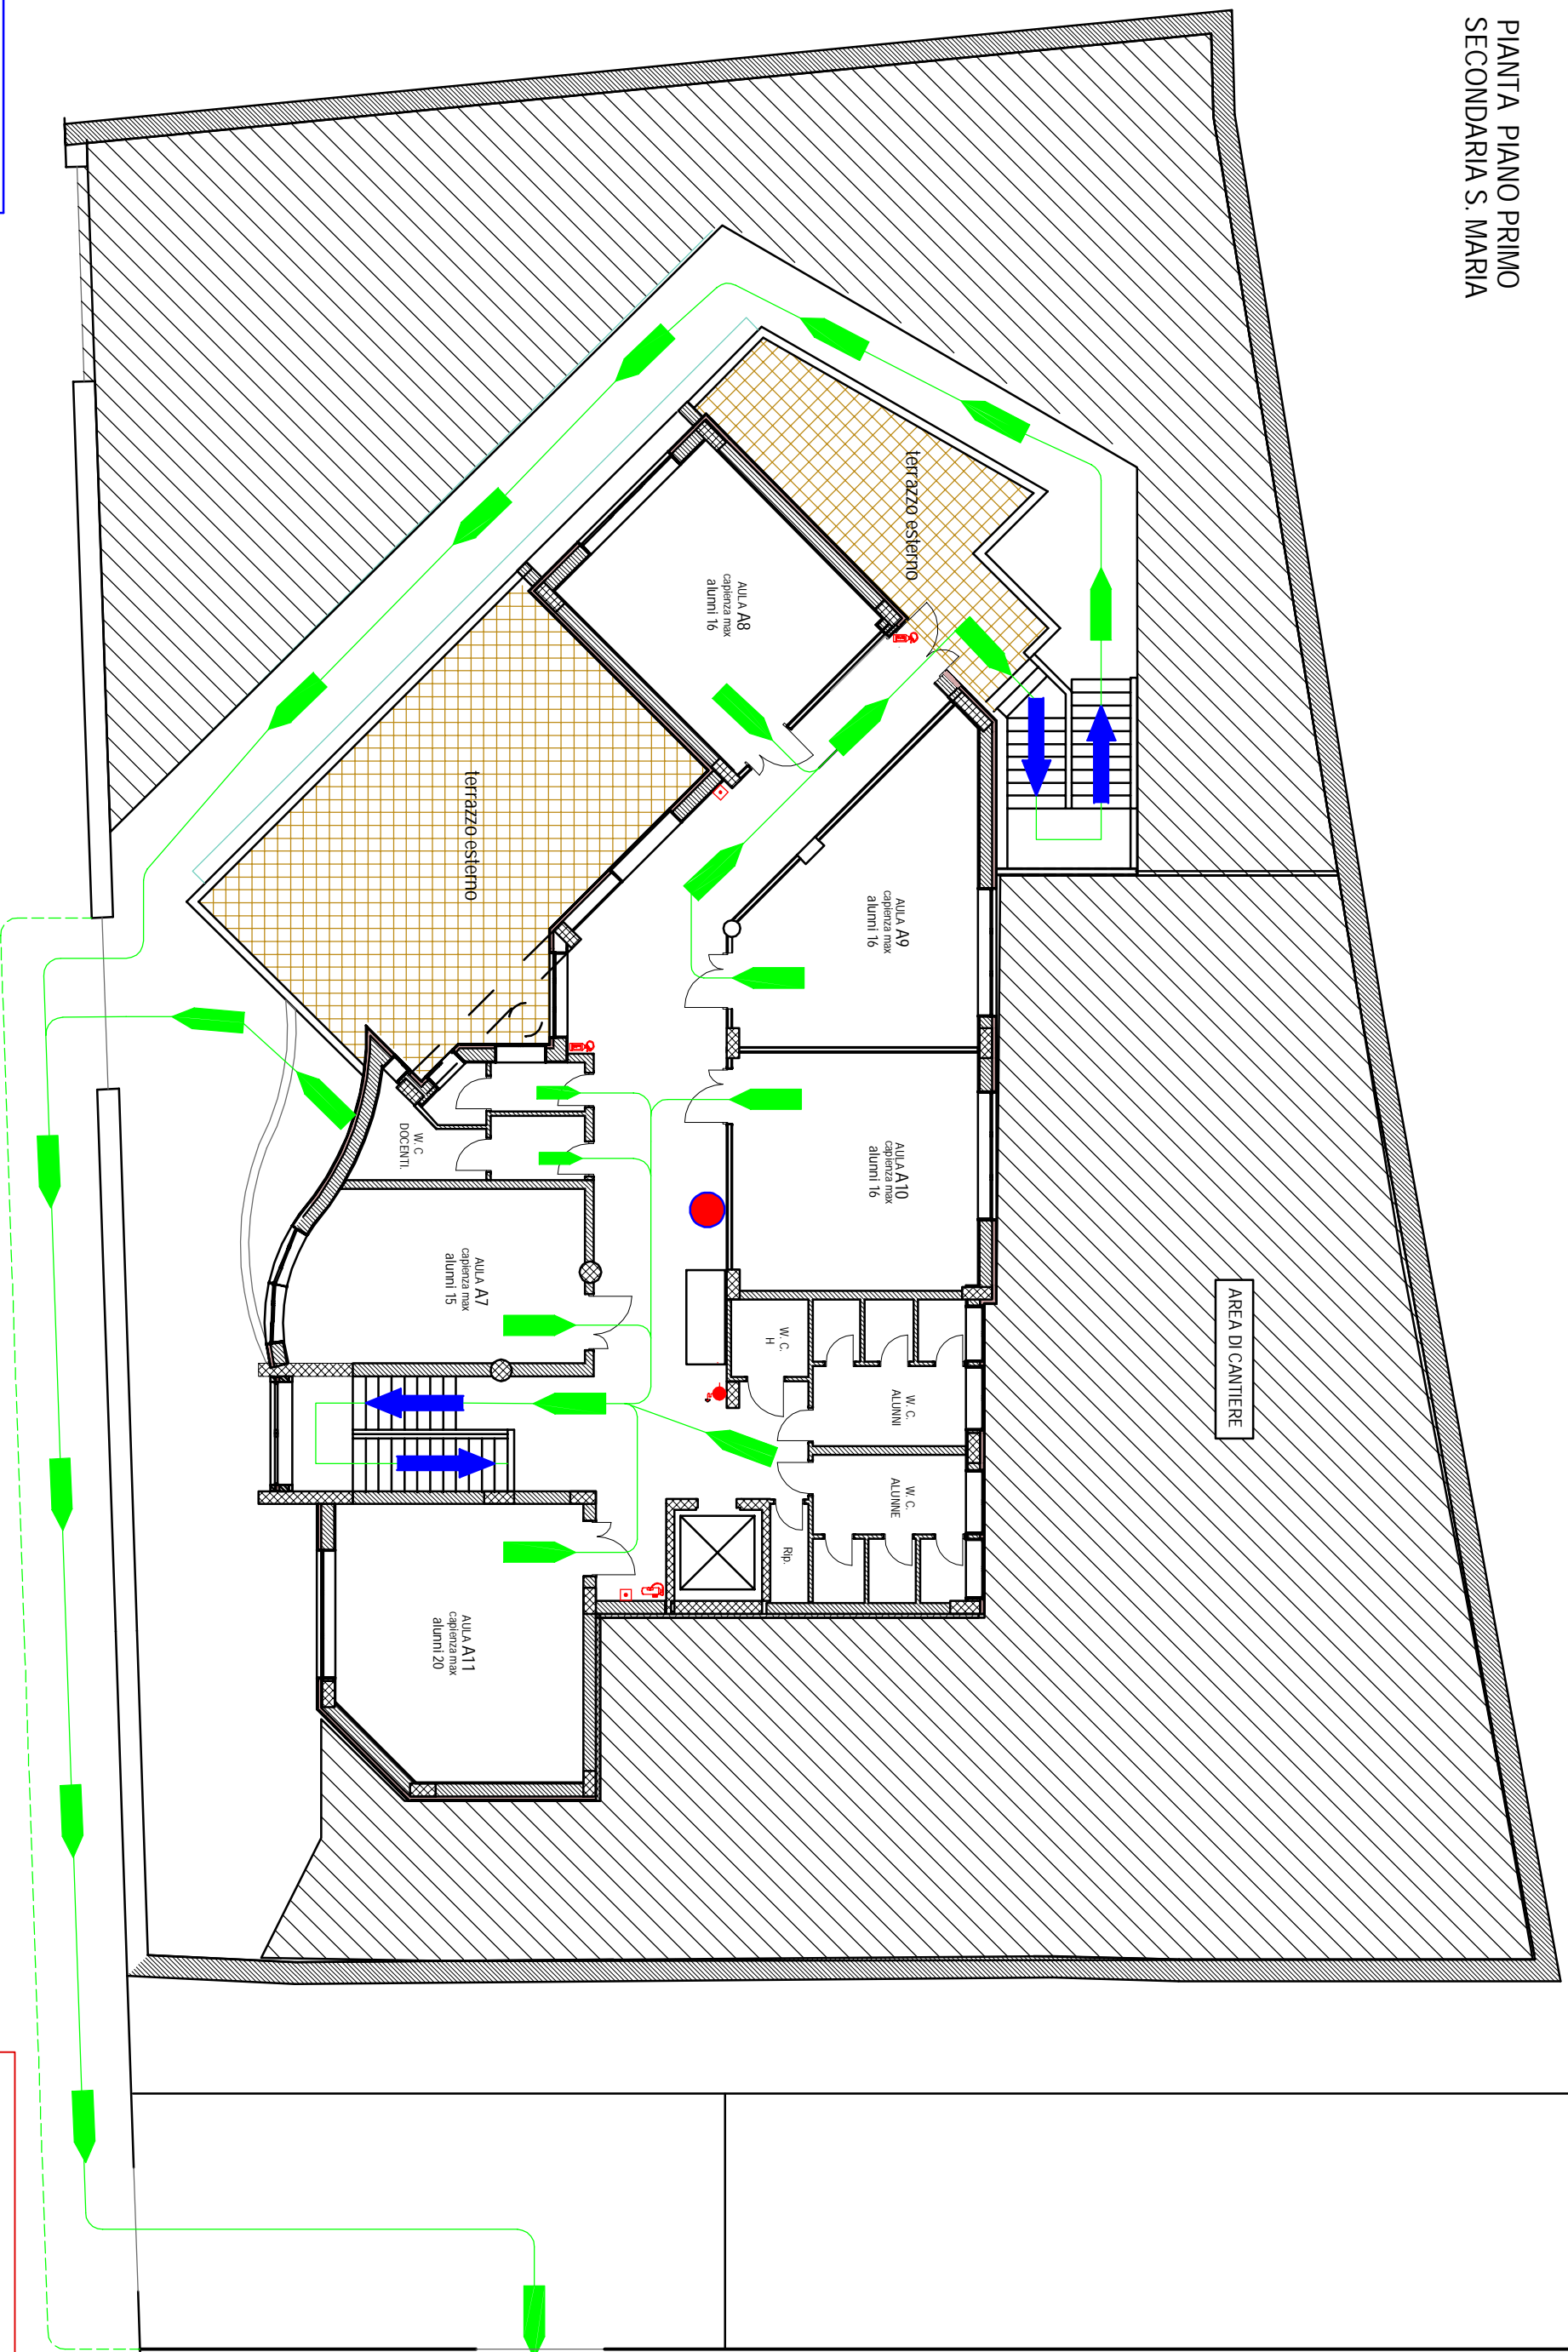 PIANTA PIANO PRIMO
SECONDARIA S. MARIA
terrazzo esterno
AULA A8
capienza max
alunni 16
terrazzo esterno
AULA A9
capienza max
alunni 16
AULA A10
capienza max
alunni 16
W. C
DOCENTI.
AULA A7
capienza max
alunni 15
W. C.
H
W. C.
ALUNNI
W. C.
ALUNNE
Rip.
AULA A11
capienza max
alunni 20
AREA DI CANTIERE